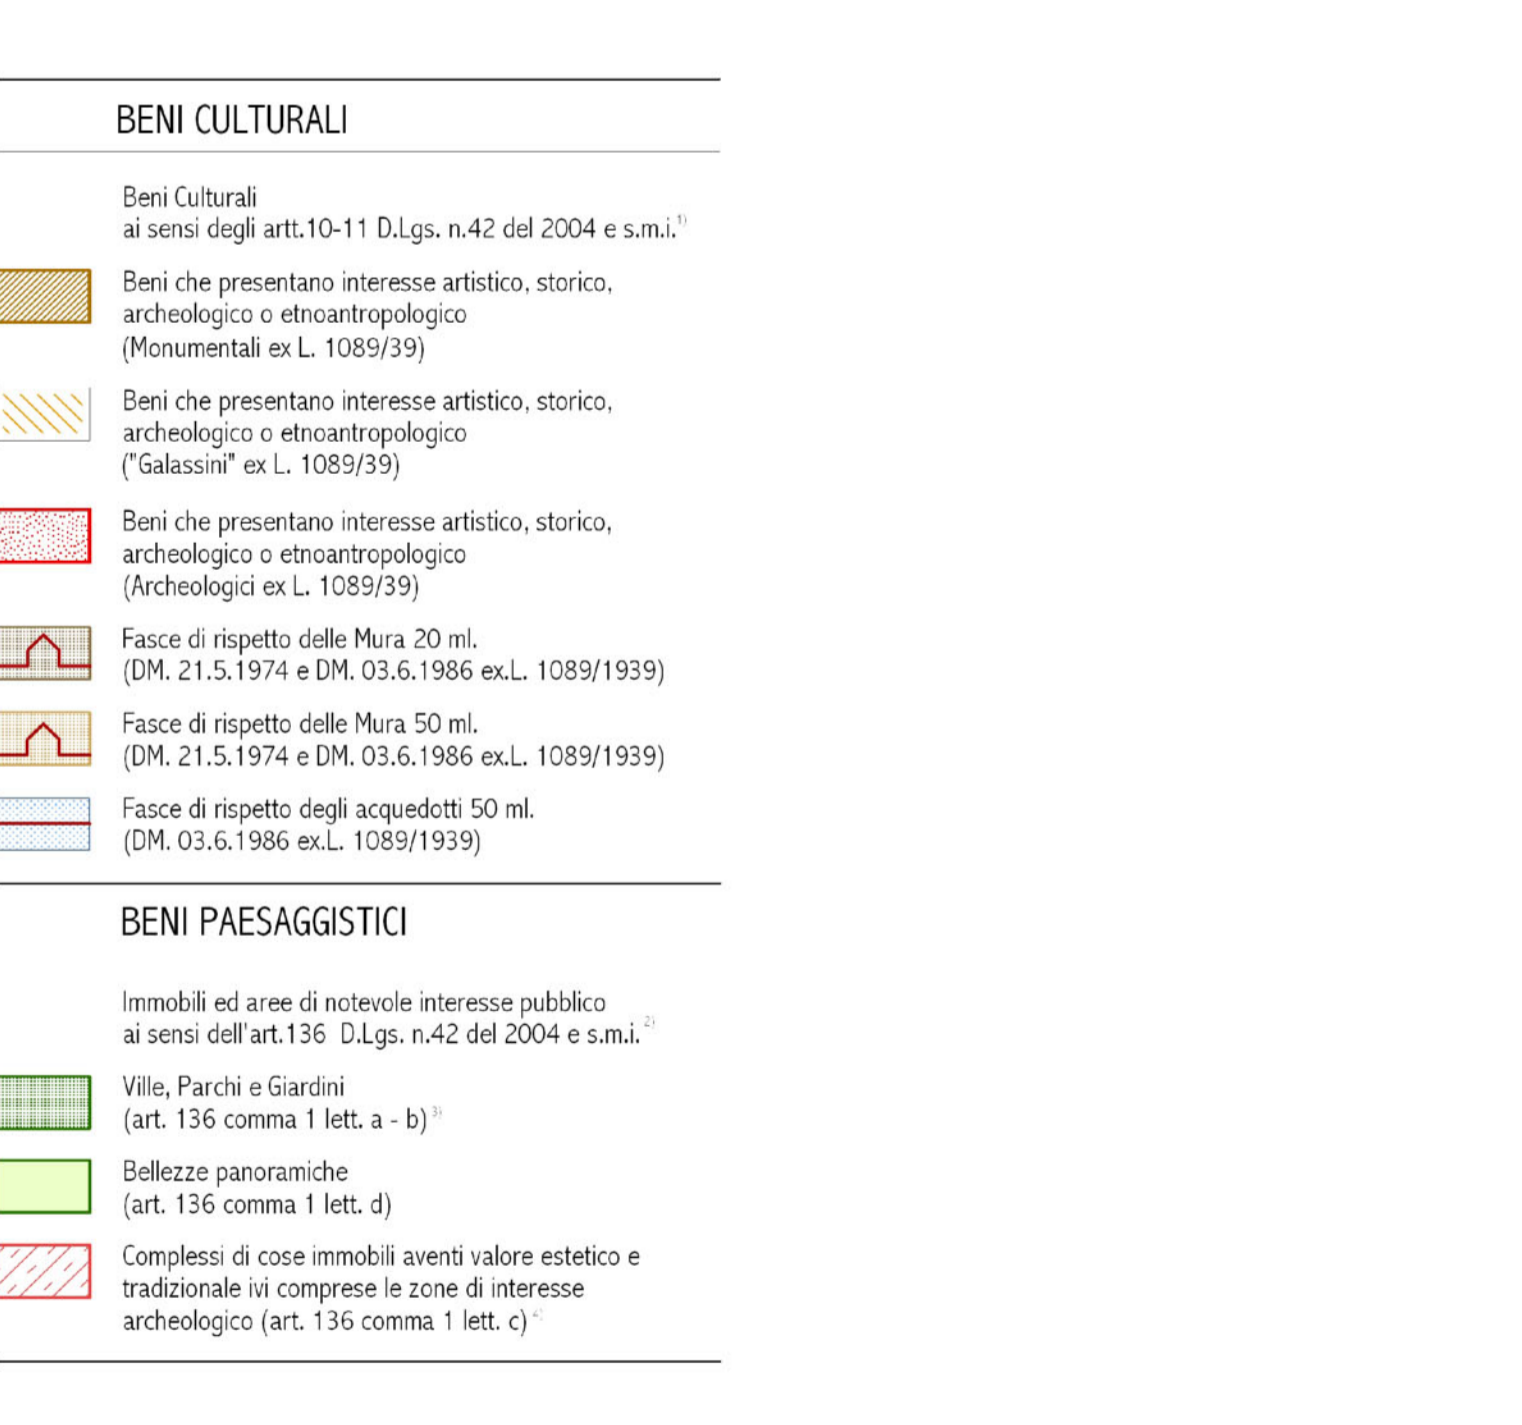 BENI CULTURALI
Beni Culturali
ai sensi degli artt.10-11 D.Lgs. n.42 del 2004 e s.m.i.1)
Beni che presentano interesse artistico, storico,
archeologico o etnoantropologico
(Monumentali ex L. 1089/39)
Beni che presentano interesse artistico, storico,
archeologico o etnoantropologico
("Galassini" ex L. 1089/39)
Beni che presentano interesse artistico, storico,
archeologico o etnoantropologico
(Archeologici ex L. 1089/39)
Fasce di rispetto delle Mura 20 ml.
(DM. 21.5.1974 e DM. 03.6.1986 ex.L. 1089/1939)
Fasce di rispetto delle Mura 50 ml.
(DM. 21.5.1974 e DM. 03.6.1986 ex.L. 1089/1939)
Fasce di rispetto degli acquedotti 50 ml.
(DM. 03.6.1986 ex.L. 1089/1939)
BENI PAESAGGISTICI
Immobili ed aree di notevole interesse pubblico
ai sensi dell'art.136 D.Lgs. n.42 del 2004 e s.m.i. 2)
Ville, Parchi e Giardini
(art. 136 comma 1 lett. a - b) 3)
Bellezze panoramiche
(art. 136 comma 1 lett. d)
Complessi di cose immobili aventi valore estetico e
tradizionale ivi comprese le zone di interesse
archeologico (art. 136 comma 1 lett. c) 4)